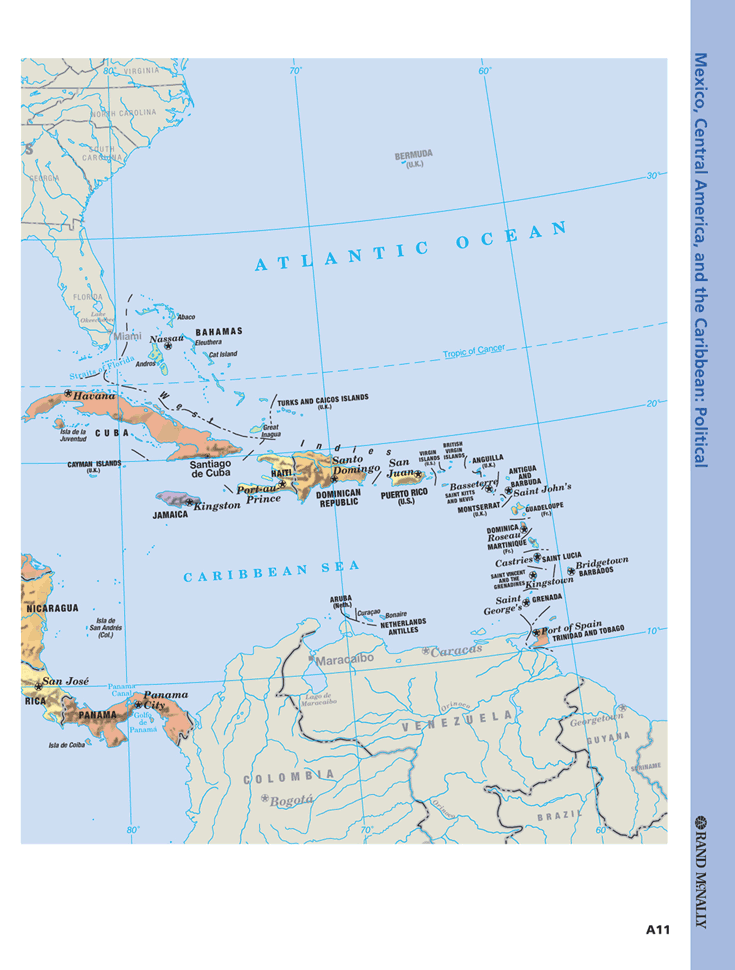 Mexico, Central America, and the Caribbean: Political
80°
VIRGINIA
70°
60°
NORTH CAROLINA
S
SOUTH
CAROLINA
GEORGIA
BERMUDA
(U.K.)
30°
ATLANTIC OCEAN
FLORIDA
Lake
Okeechobee
Miami
Abaco
BAHAMAS
Nassau
Eleuthera
Cat Island
Andros
Straits of Florida
Tropic of Cancer
Havana
West
TURKS AND CAICOS ISLANDS
(U.K.)
20°
Great
Inagua
Isla de la
Juventud
CUBA
Indies
CAYMAN ISLANDS
(U.K.)
Santiago
de Cuba
HAITI
Port-au-
Prince
Santo
Domingo
DOMINICAN
REPUBLIC
San
Juan
PUERTO RICO
(U.S.)
VIRGIN
ISLANDS
(U.S.)
BRITISH
VIRGIN
ISLANDS
ANGUILLA
(U.K.)
ANTIGUA
AND
BARBUDA
Basseterre
SAINT KITTS
AND NEVIS
Saint John's
MONTSERRAT
(U.K.)
GUADELOUPE
(Fr.)
JAMAICA
Kingston
DOMINICA
Roseau
MARTINIQUE
(Fr.)
Castries
SAINT LUCIA
Bridgetown
BARBADOS
SAINT VINCENT
AND THE
GRENADINES
Kingstown
CARIBBEAN SEA
Saint
George's
GRENADA
ARUBA
(Neth.)
Curaçao
Bonaire
NETHERLANDS
ANTILLES
NICARAGUA
Isla de
San Andrés
(Col.)
Port of Spain
TRINIDAD AND TOBAGO
10°
Caracas
Maracaibo
San José
RICA
Panama
Canal
Panama
City
PANAMA
Golfo
de
Panamá
Isla de Coiba
Lago de
Maracaibo
Orinoco
VENEZUELA
Georgetown
GUYANA
SURINAME
COLOMBIA
Bogotá
Orinoco
BRAZIL
80°
70°
60°
RAND McNALLY
A11